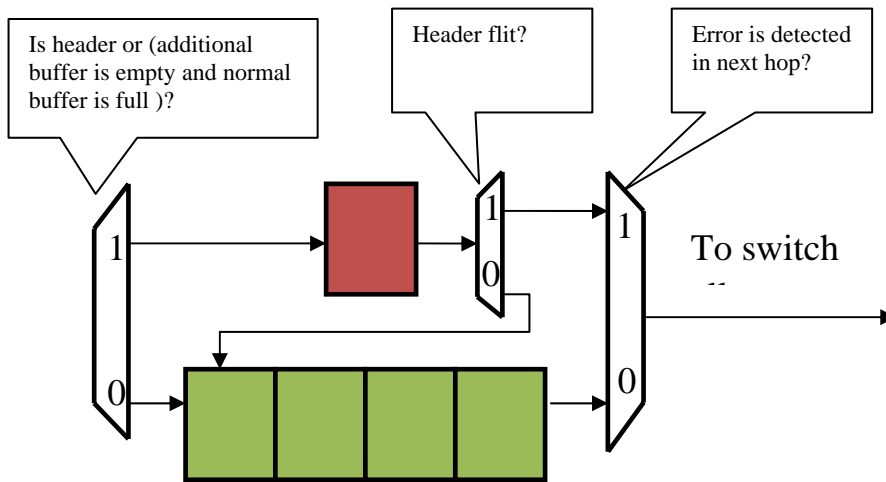 Is header or (additional
buffer is empty and normal
buffer is full )?
Header flit?
Error is detected
in next hop?
1
0
1
0
1
0
To switch